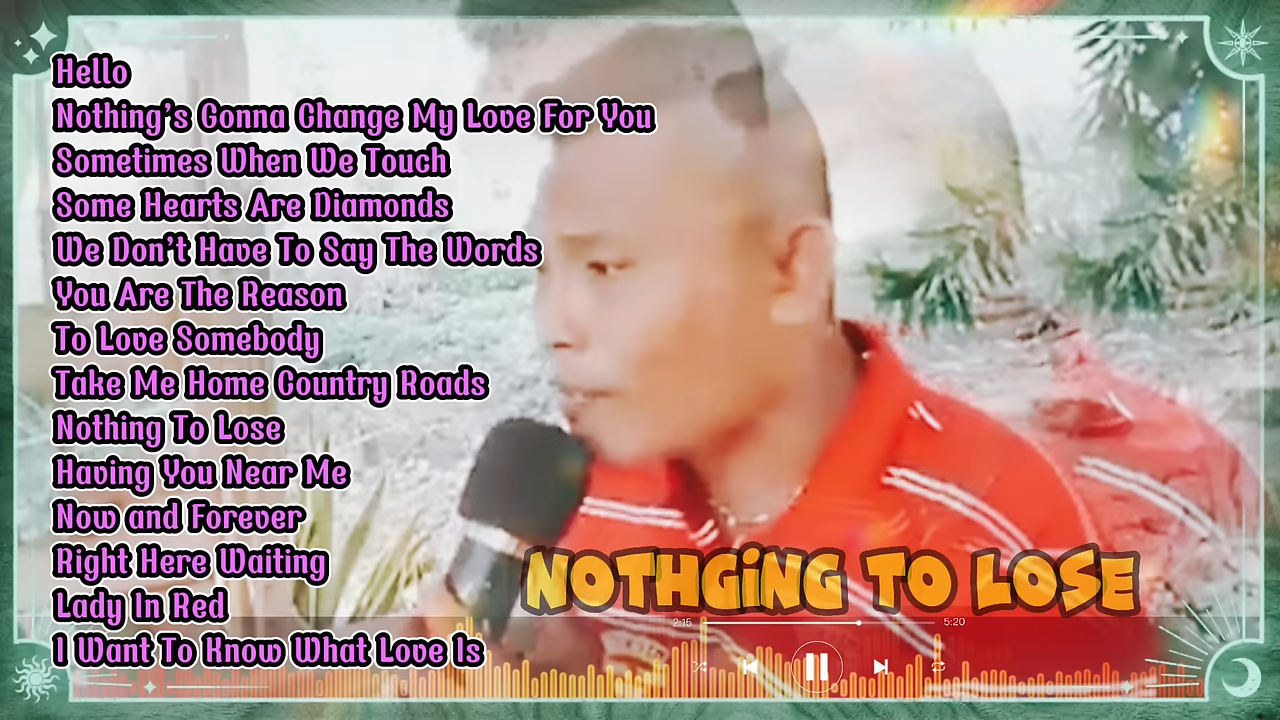 Hello
Nothing's Gonna Change My Love For You
Sometimes When We Touch
Some Hearts Are Diamonds
We Don't Have To Say The Words
You Are The Reason
To Love Somebody
Take Me Home Country Roads
Nothing To Lose
Having You Near Me
Now and Forever
Right Here Waiting
Lady In Red
I Want To Know What Love Is
NOTHGiNG TO LOSE
2:15 5:20